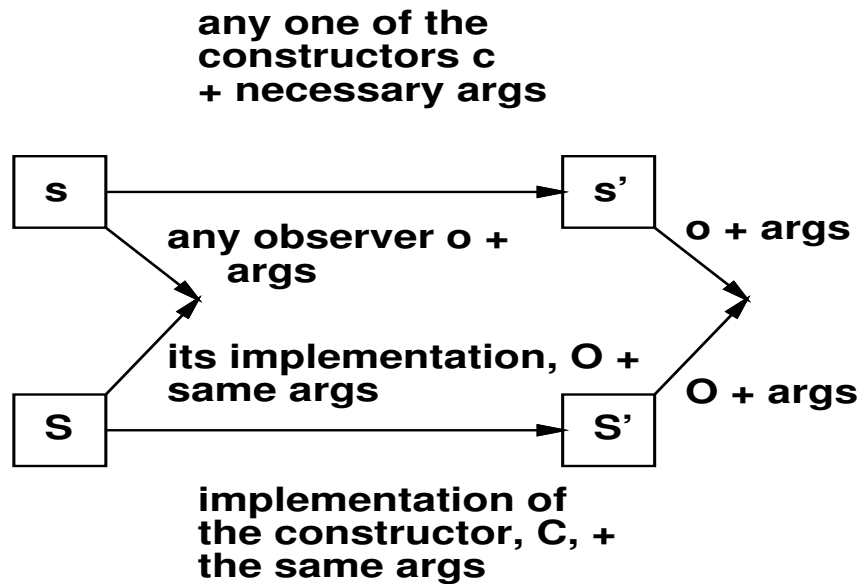 any one of the
constructors c
+ necessary args
s
s’
any observer o +
args
o + args
its implementation, O +
same args
O + args
S
S’
implementation of
the constructor, C, +
the same args